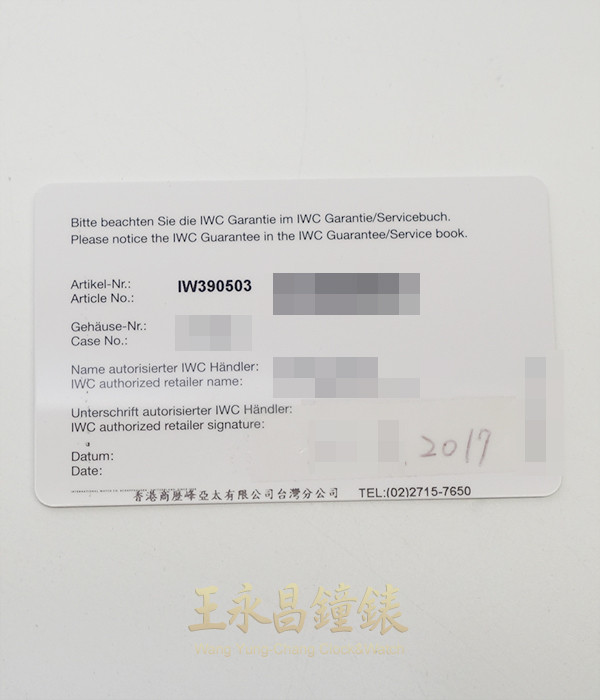 Bitte beachten Sie die IWC Garantie im IWC Garantie/Servicebuch.
Please notice the IWC Guarantee in the IWC Guarantee/Service book.
Artikel-Nr.: IW390503
Article No.:
Gehäuse-Nr.:
Case No.:
Name autorisierter IWC Händler:
IWC authorized retailer name:
Unterschrift autorisierter IWC Händler:
IWC authorized retailer signature:
2017
Datum:
Date:
香港商歷峰亞太有限公司台灣分公司 TEL:(02)2715-7650
王永昌鐘錶